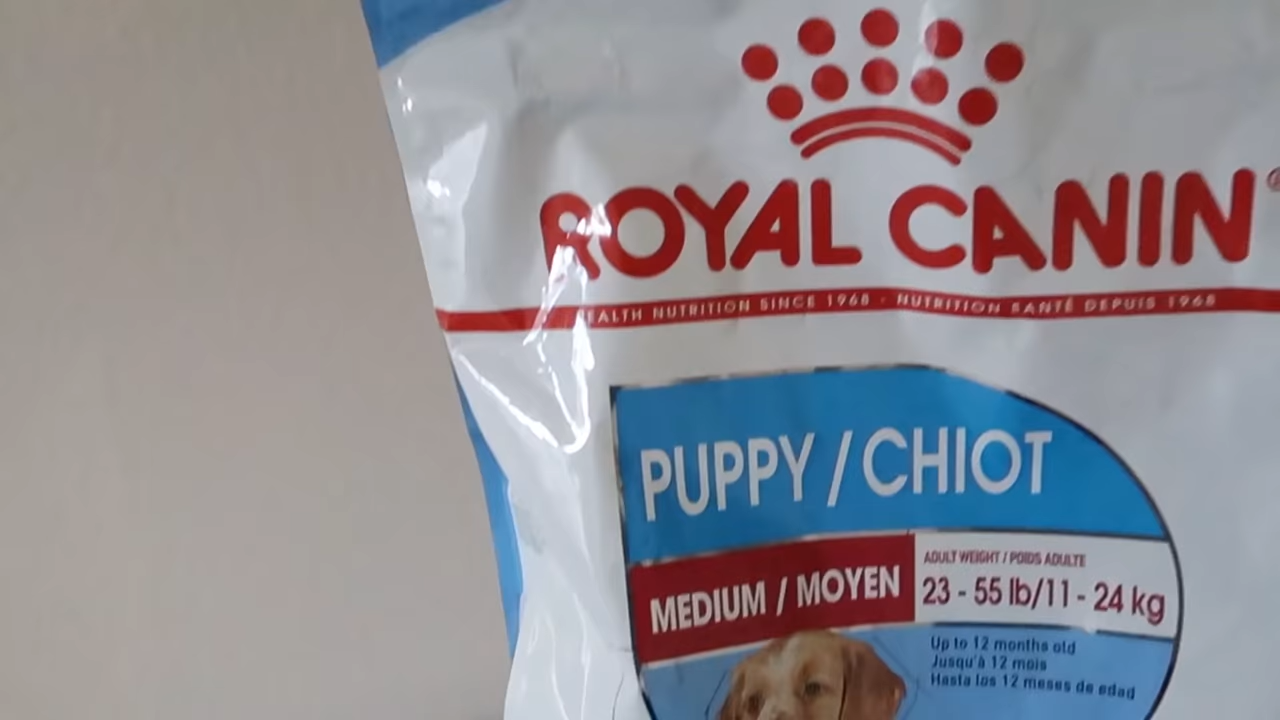 ROYAL CANIN
HEALTH NUTRITION SINCE 1968 - NUTRITION SANTÉ DEPUIS 1968
PUPPY / CHIOT
MEDIUM / MOYEN
ADULT WEIGHT / POIDS ADULTE
23 - 55 lb/11 - 24 kg
Up to 12 months old
Jusqu'à 12 mois
Hasta los 12 meses de edad